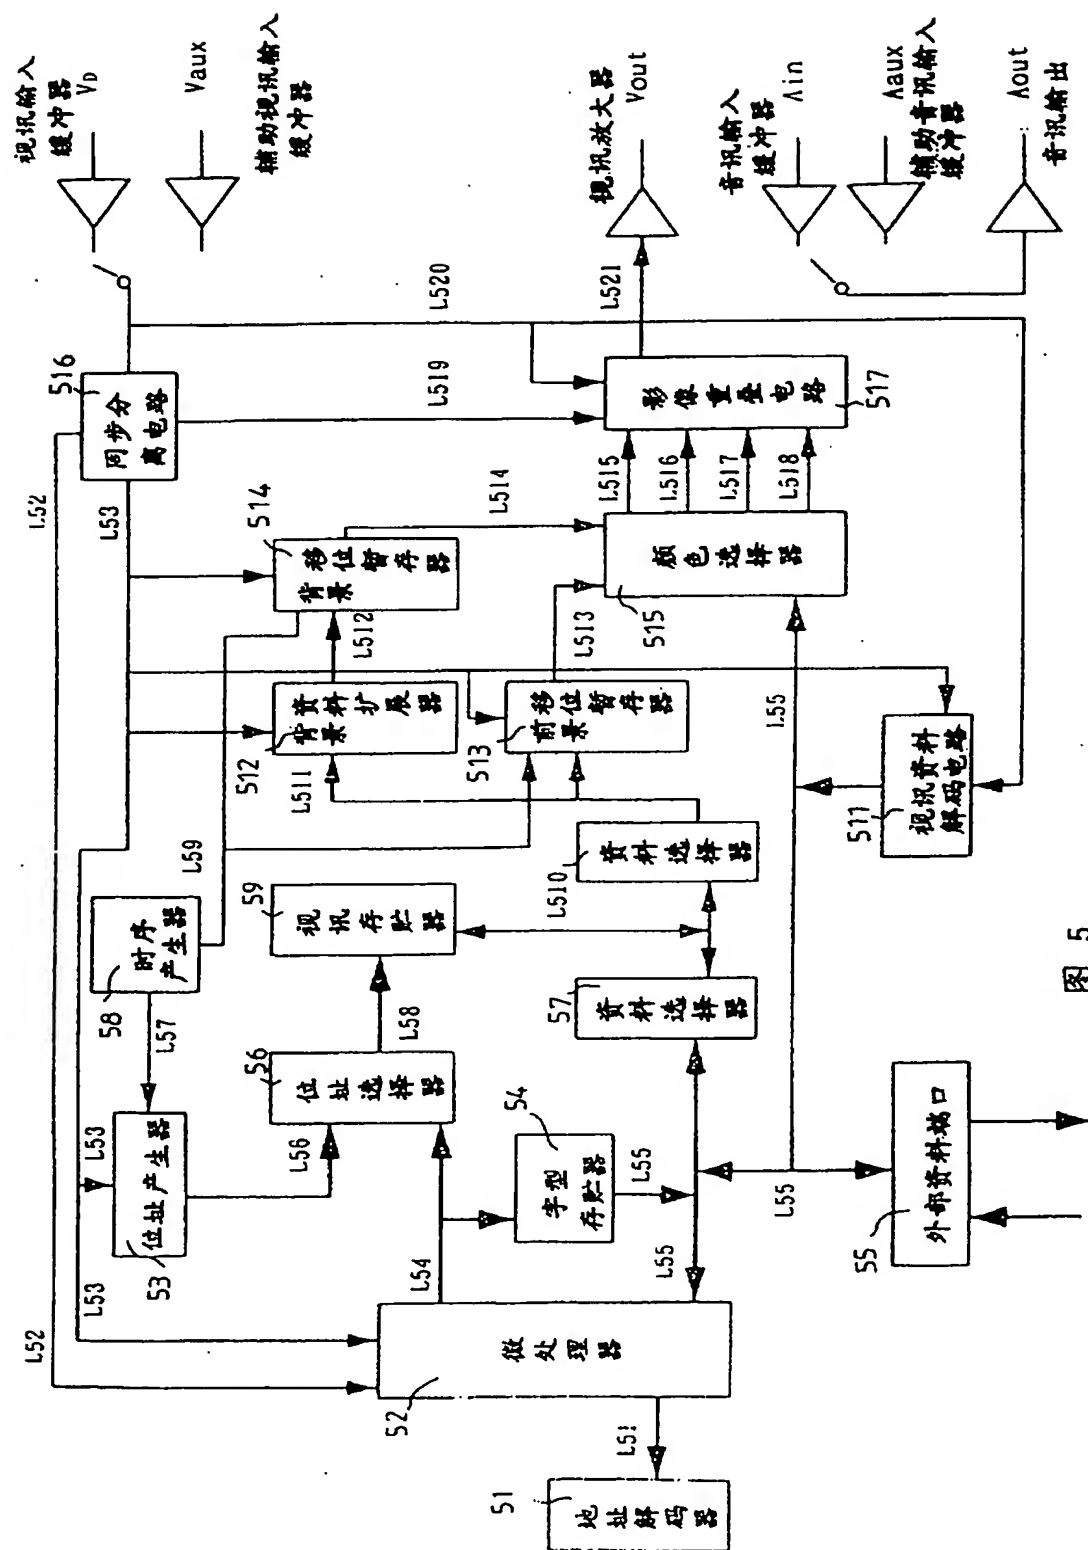 视讯输入
缓冲器
VD
Vaux
辅助视讯输入
缓冲器
视讯放大器
Vout
音讯输入
缓冲器
Ain
Aaux
辅助音讯输入
缓冲器
Aout
音讯输出
L520
L521
516
同步分
离电路
L519
影像重叠电路
517
L52
L53
514
移位暂存器
背景
L514
L515
L516
L517
L518
颜色选择器
515
L512
L513
资料扩展器
背景
512
移位暂存器
前景
513
L511
L55
511
视讯资料
解码电路
L59
59
视讯存贮器
L510
资料选择器
58
时序
产生器
L57
56
位址选择器
L58
57
资料选择器
图 5
L53
位址产生器
53
L56
54
字型
存贮器
L55
L55
55
外部资料端口
L53
L52
L54
L55
微处理器
52
L51
51
地址解码器